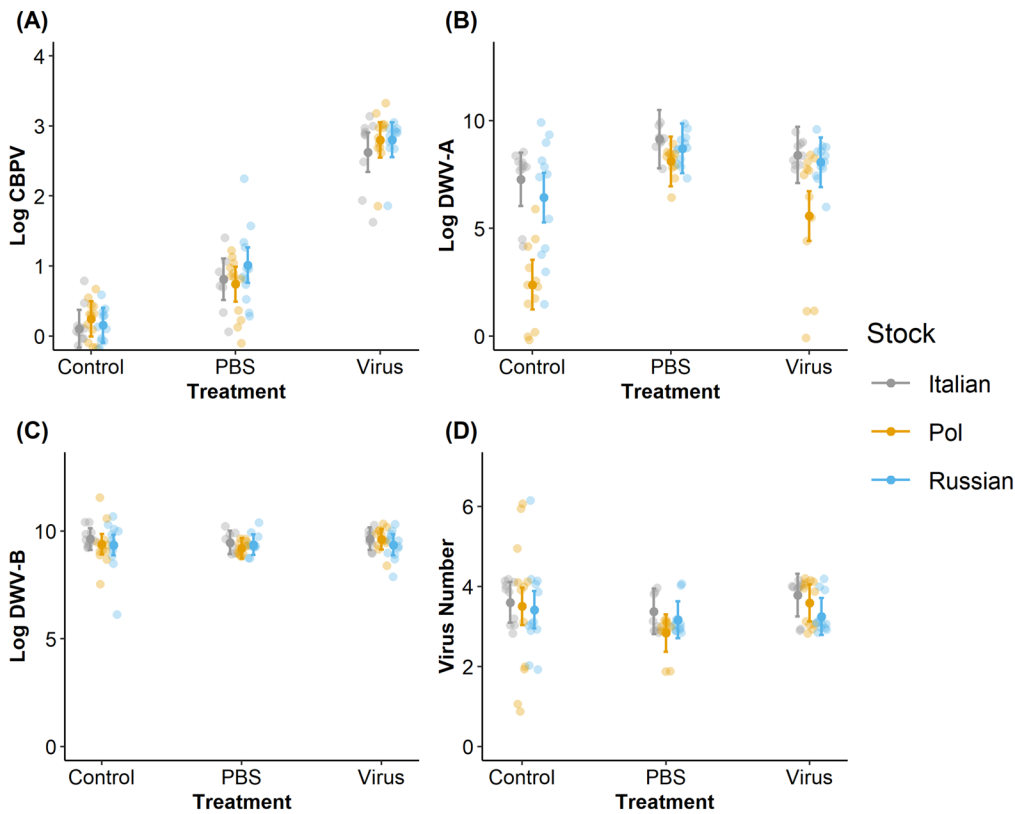 (A)
Log CBPV
4
3
2
1
0
Control PBS Virus
Treatment
(B)
Log DWV-A
10
5
0
Control PBS Virus
Treatment
Stock
Italian
Pol
Russian
(C)
Log DWV-B
10
5
0
Control PBS Virus
Treatment
(D)
Virus Number
6
4
2
0
Control PBS Virus
Treatment